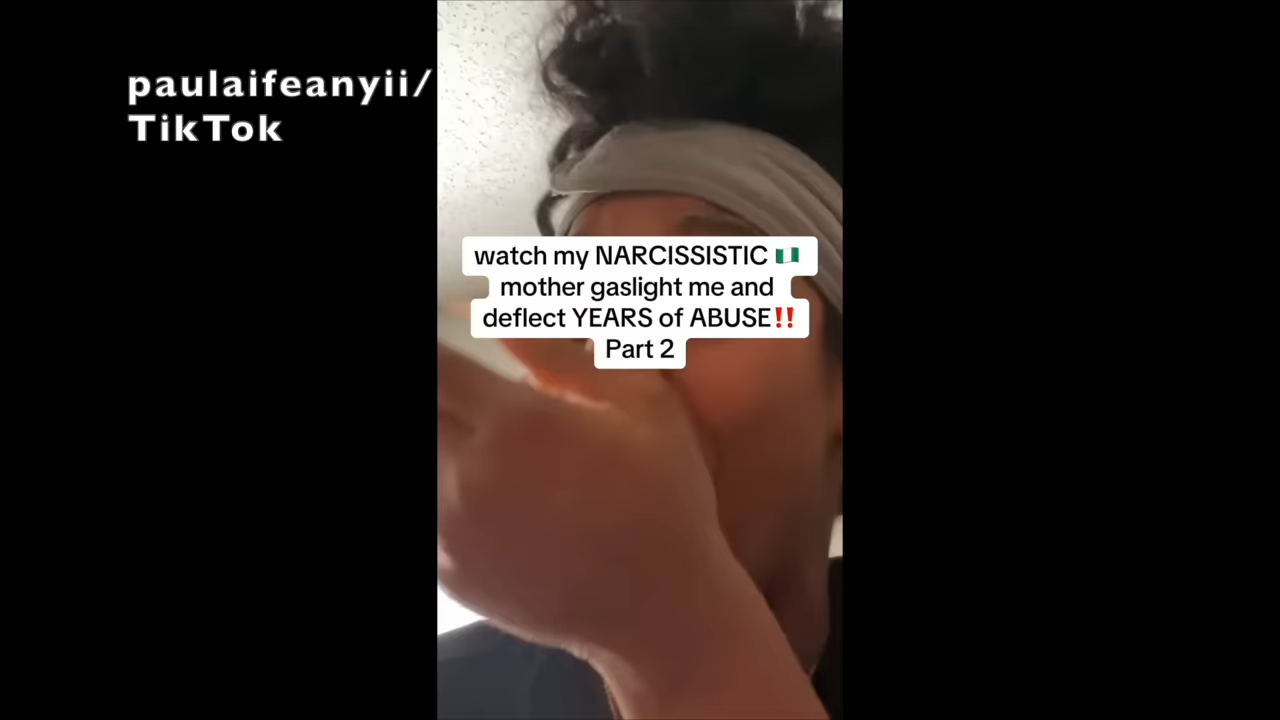 paulaifeanyii/
TikTok
watch my NARCISSISTIC 🇳🇬
mother gaslight me and
deflect YEARS of ABUSE‼️
Part 2